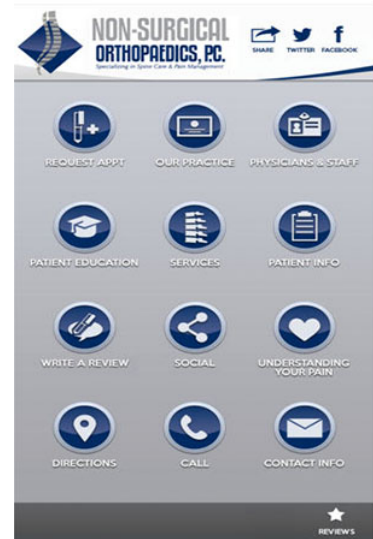 NON-SURGICAL
ORTHOPAEDICS, P.C.
Specializing in Spine Care & Pain Management
SHARE TWITTER FACEBOOK
REQUEST APPT OUR PRACTICE PHYSICIANS & STAFF
PATIENT EDUCATION SERVICES PATIENT INFO
WRITE A REVIEW SOCIAL UNDERSTANDING
YOUR PAIN
DIRECTIONS CALL CONTACT INFO
REVIEWS